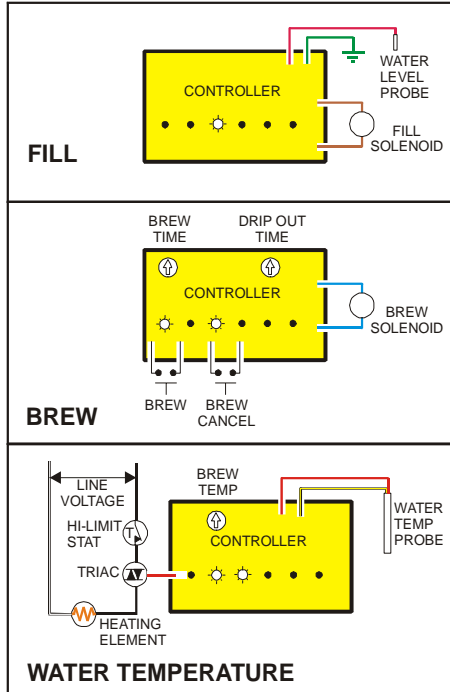 WATER
LEVEL
PROBE
CONTROLLER
FILL
SOLENOID
FILL
BREW
TIME
DRIP OUT
TIME
CONTROLLER
BREW
SOLENOID
BREW
BREW
CANCEL
BREW
LINE
VOLTAGE
BREW
TEMP
HI-LIMIT
STAT
T
WATER
TEMP
PROBE
CONTROLLER
TRIAC
HEATING
ELEMENT
WATER TEMPERATURE